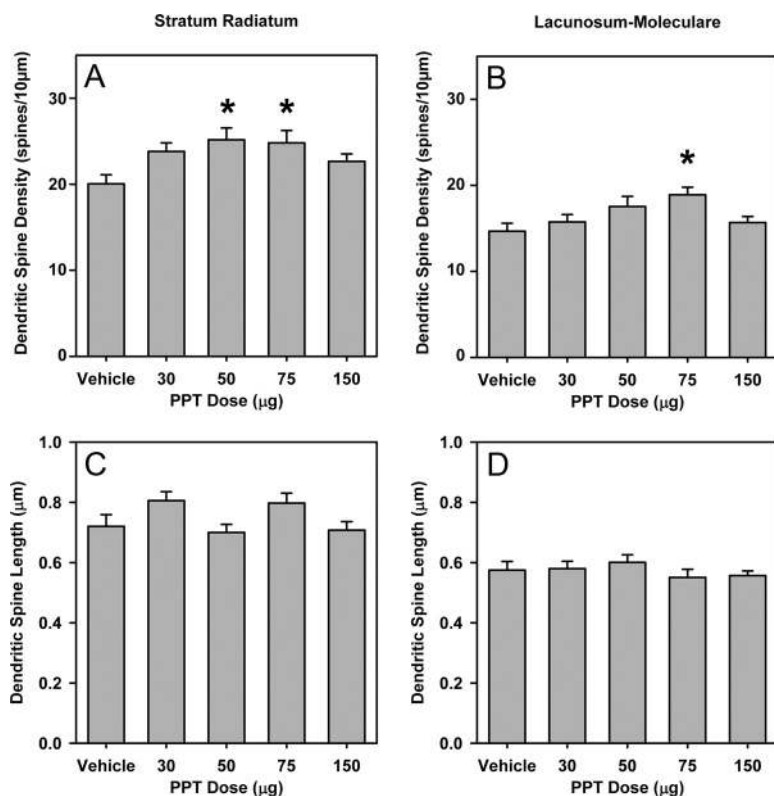 Stratum Radiatum
Lacunosum-Moleculare
A
* *
Dendritic Spine Density (spines/10μm)
30
20
10
0
Vehicle 30 50 75 150
PPT Dose (μg)
B
*
Dendritic Spine Density (spines/10μm)
30
20
10
0
Vehicle 30 50 75 150
PPT Dose (μg)
C
Dendritic Spine Length (μm)
1.0
0.8
0.6
0.4
0.2
0.0
Vehicle 30 50 75 150
PPT Dose (μg)
D
Dendritic Spine Length (μm)
1.0
0.8
0.6
0.4
0.2
0.0
Vehicle 30 50 75 150
PPT Dose (μg)